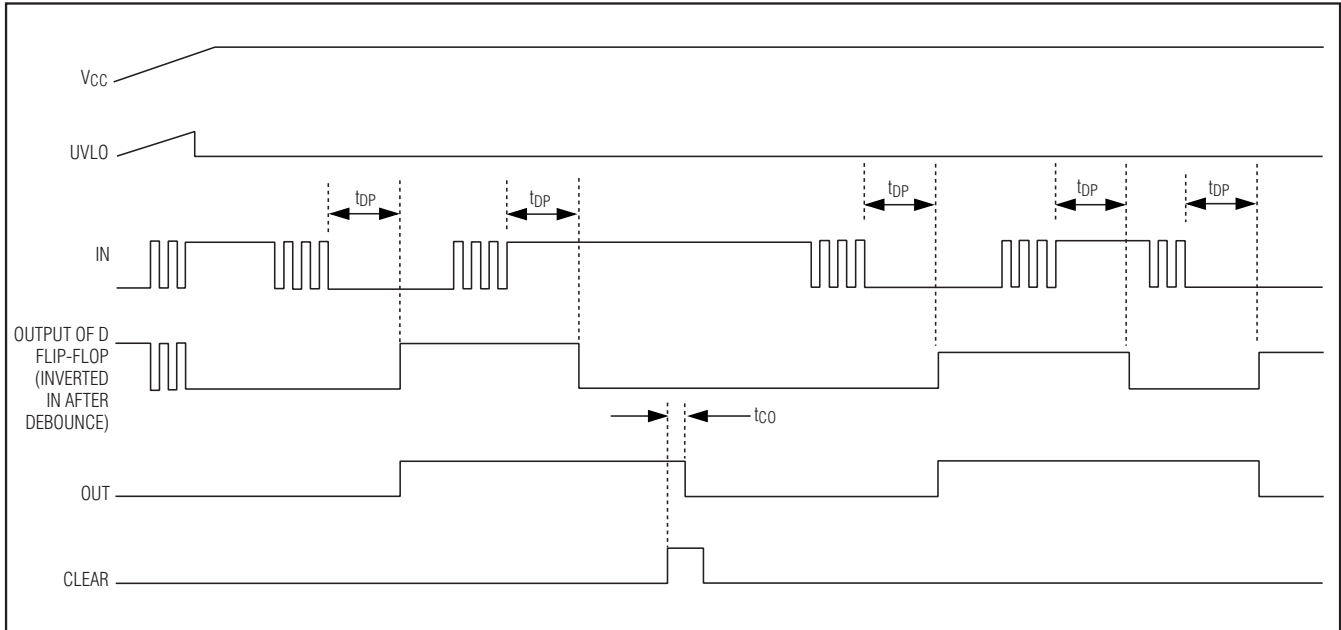 VCC
UVLO
tDP
tDP
tDP
tDP
tDP
IN
OUTPUT OF D
FLIP-FLOP
(INVERTED
IN AFTER
DEBOUNCE)
tCO
OUT
CLEAR